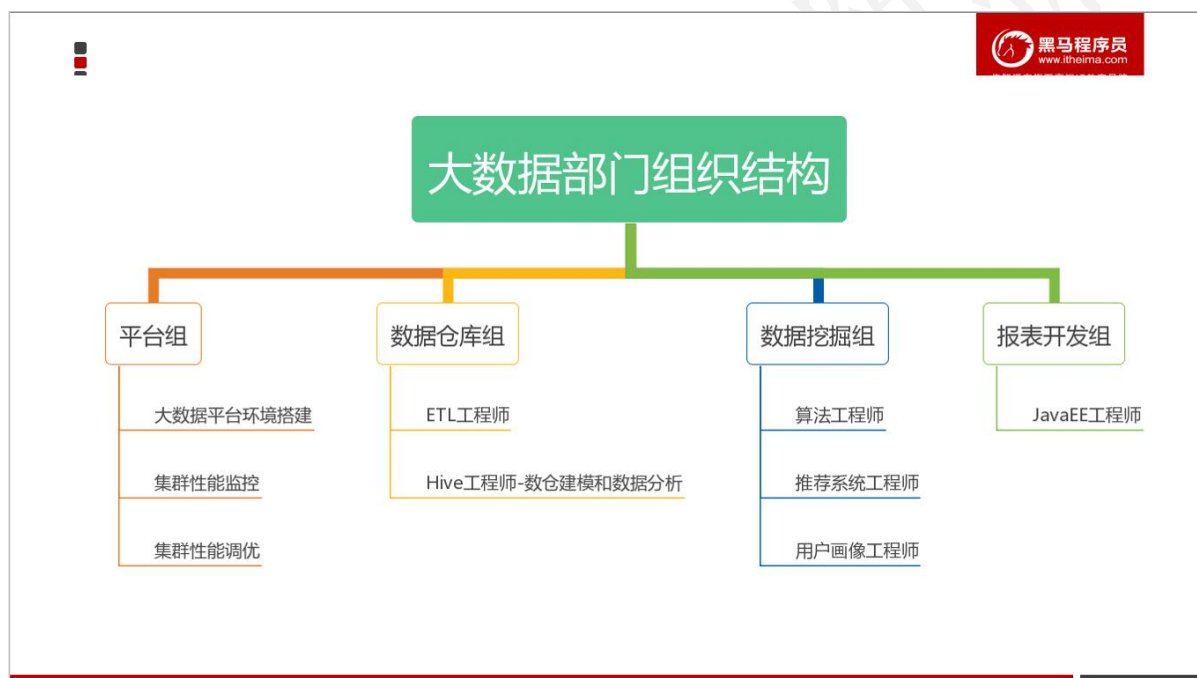 黑马程序员
www.itheima.com
大数据部门组织结构
平台组
大数据平台环境搭建
集群性能监控
集群性能调优
数据仓库组
ETL工程师
Hive工程师-数仓建模和数据分析
数据挖掘组
算法工程师
推荐系统工程师
用户画像工程师
报表开发组
JavaEE工程师